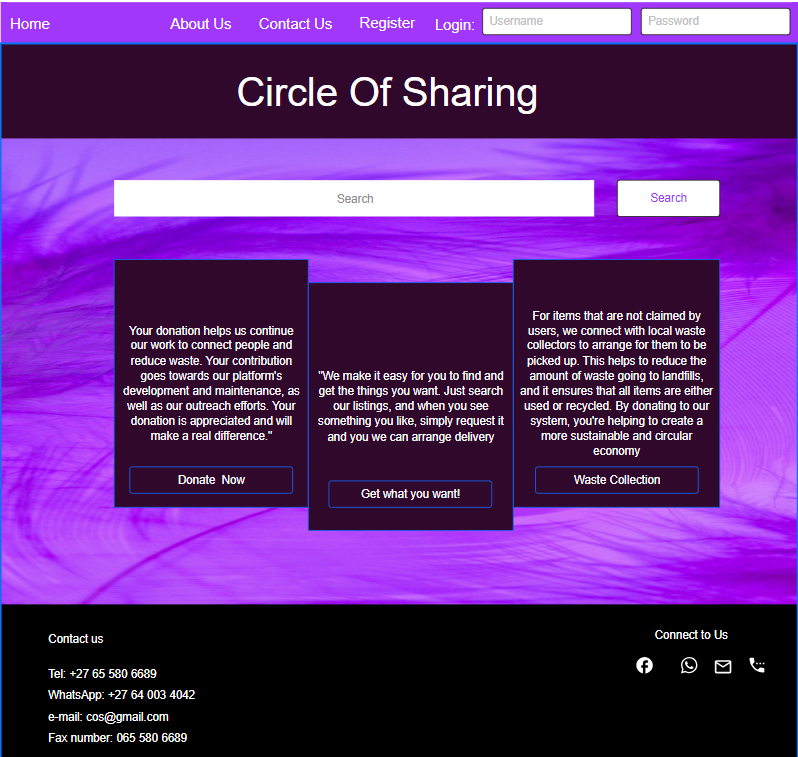 Home About Us Contact Us Register Login: Username Password
Circle Of Sharing
Search Search
Your donation helps us continue
our work to connect people and
reduce waste. Your contribution
goes towards our platform's
development and maintenance, as
well as our outreach efforts. Your
donation is appreciated and will
make a real difference."
Donate Now
"We make it easy for you to find and
get the things you want. Just search
our listings, and when you see
something you like, simply request it
and you we can arrange delivery
Get what you want!
For items that are not claimed by
users, we connect with local waste
collectors to arrange for them to be
picked up. This helps to reduce the
amount of waste going to landfills,
and it ensures that all items are either
used or recycled. By donating to our
system, you're helping to create a
more sustainable and circular
economy
Waste Collection
Contact us
Tel: +27 65 580 6689
WhatsApp: +27 64 003 4042
e-mail: cos@gmail.com
Fax number: 065 580 6689
Connect to Us